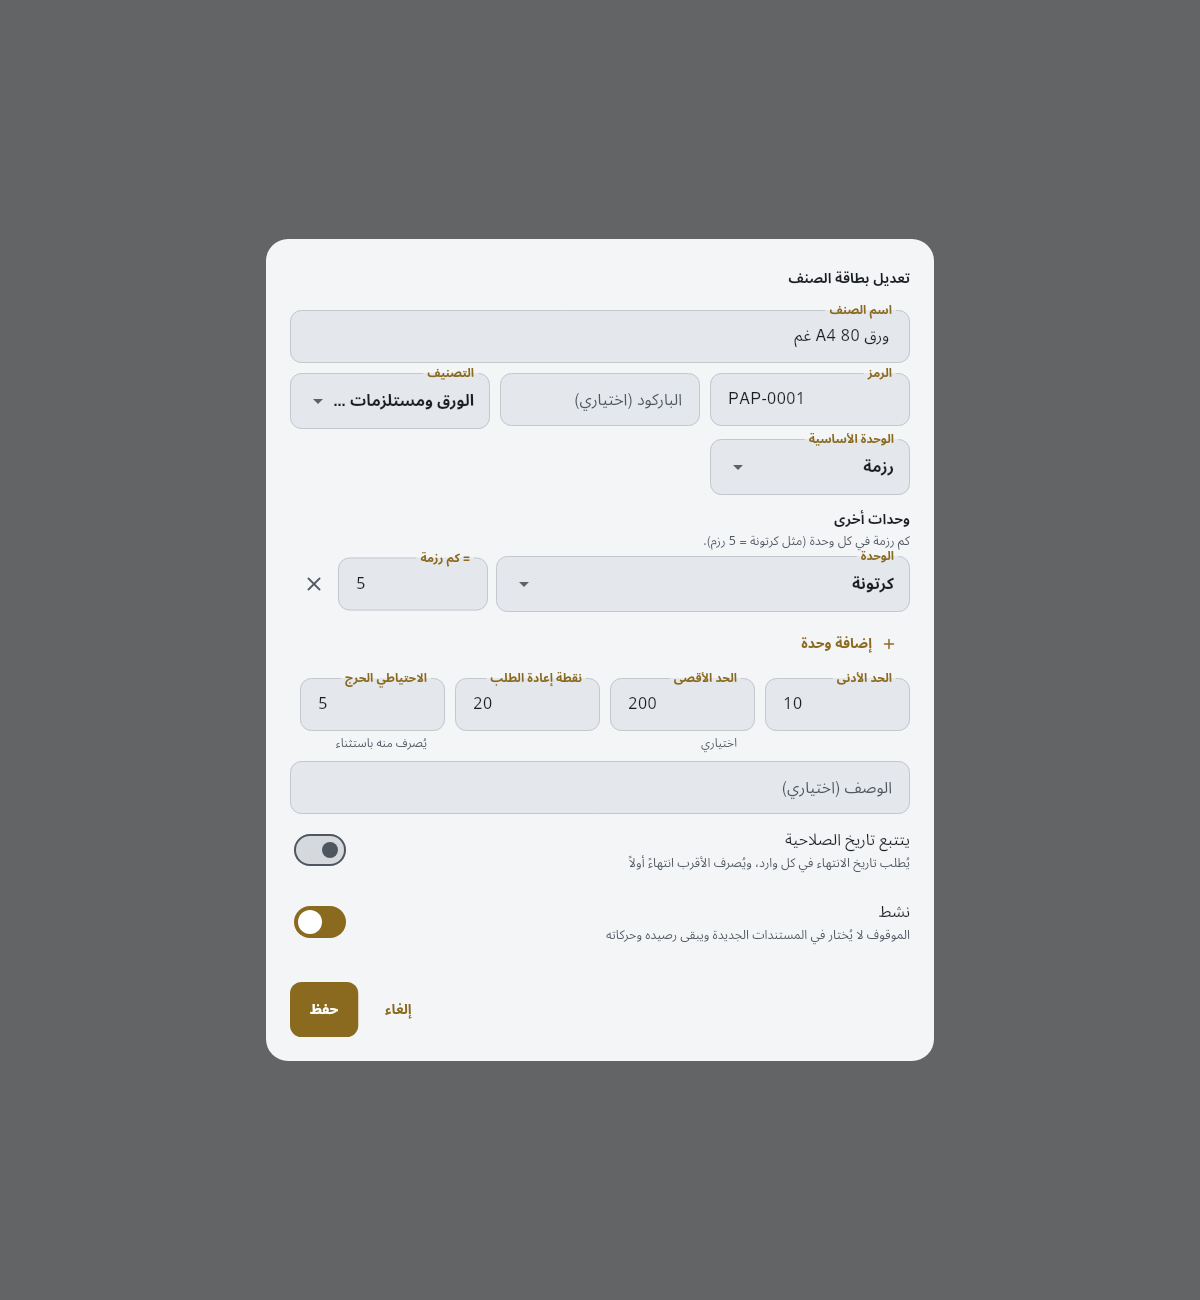 تعديل بطاقة الصنف
اسم الصنف
ورق A4 80 غم
الرمز
PAP-0001
الباركود (اختياري)
التصنيف
الورق ومستلزمات ...
الوحدة الأساسية
رزمة
وحدات أخرى
كم رزمة في كل وحدة (مثل كرتونة = 5 رزم).
الوحدة
كرتونة
= كم رزمة
5
إضافة وحدة
الحد الأدنى
10
الحد الأقصى
200
اختياري
نقطة إعادة الطلب
20
الاحتياطي الحرج
5
يُصرف منه باستثناء
الوصف (اختياري)
يتتبع تاريخ الصلاحية
يُطلب تاريخ الانتهاء في كل وارد، ويُصرف الأقرب انتهاءً أولاً
نشط
الموقوف لا يُختار في المستندات الجديدة ويبقى رصيده وحركاته
إلغاء
حفظ